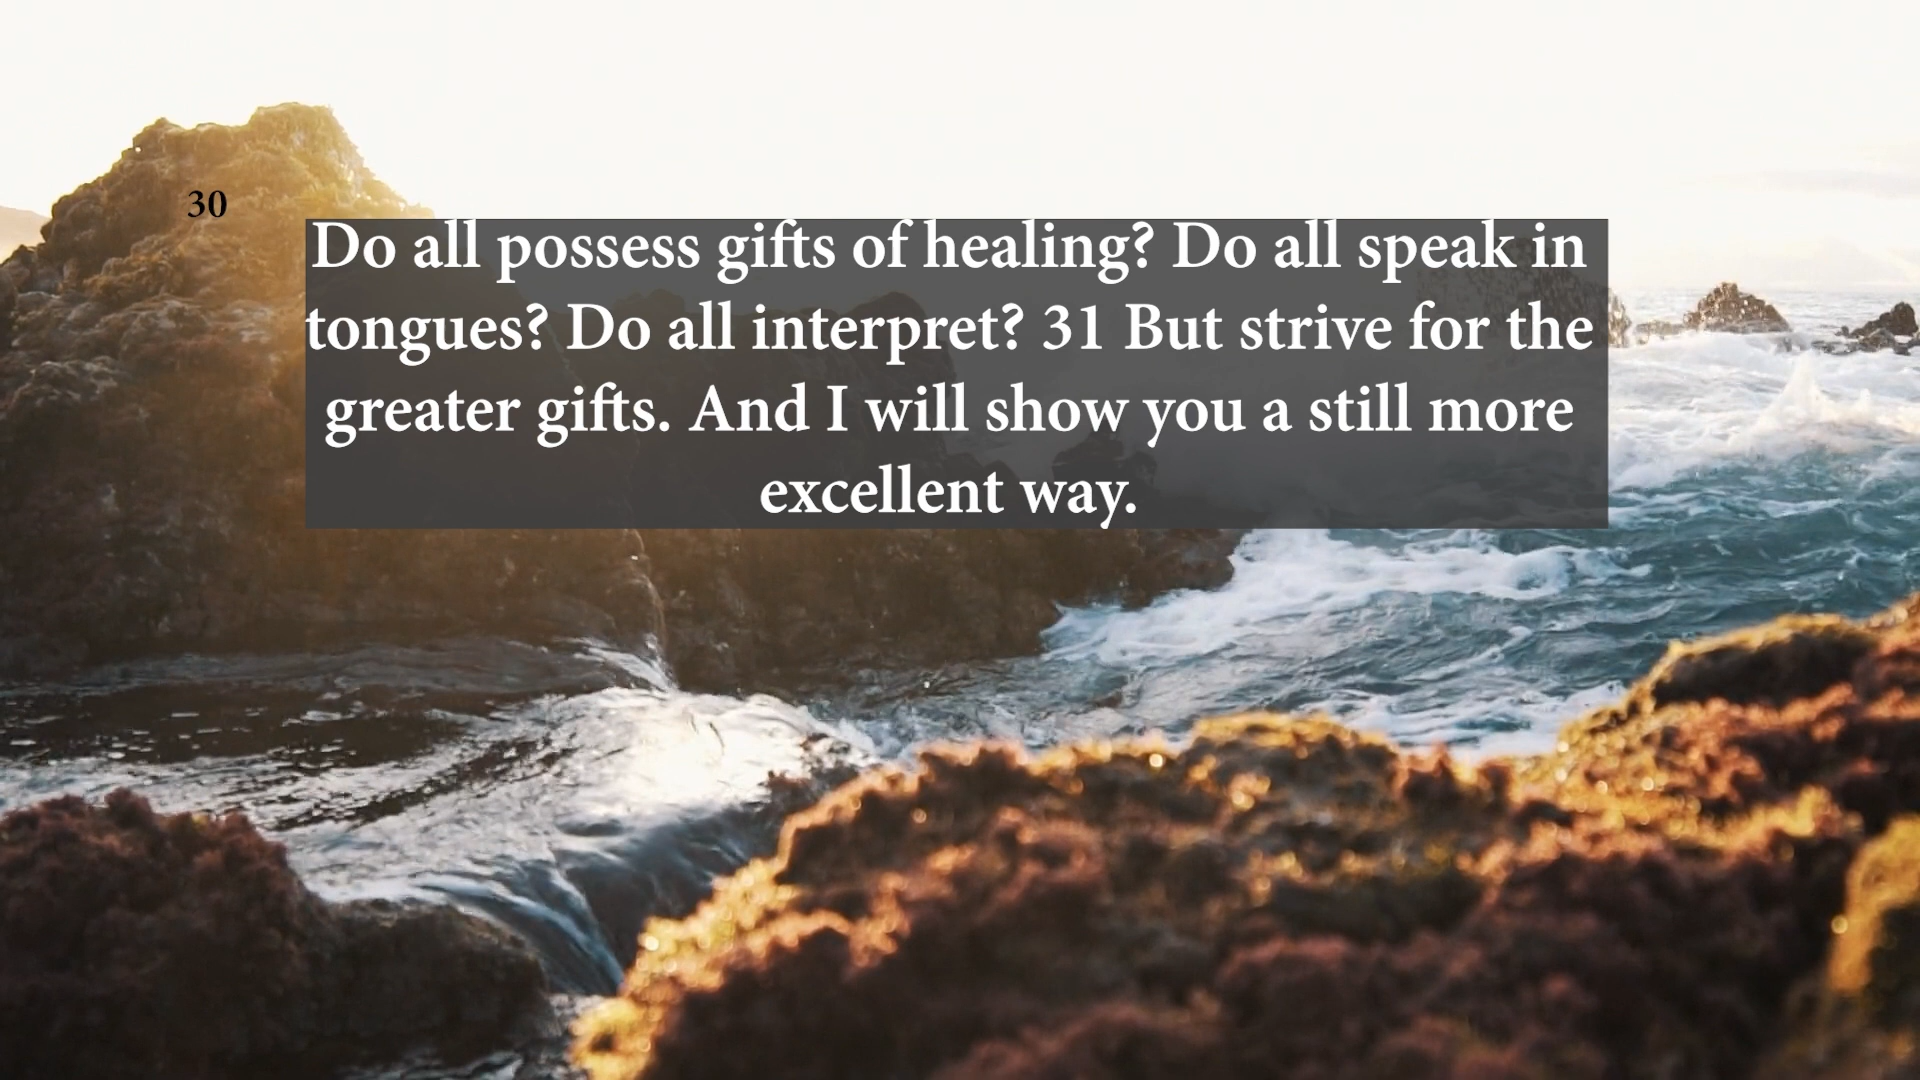 30
Do all possess gifts of healing? Do all speak in
tongues? Do all interpret? 31 But strive for the
greater gifts. And I will show you a still more
excellent way.